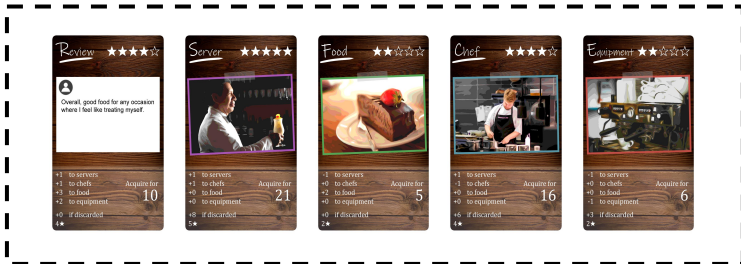 Review ★★★★☆
Overall, good food for any occasion
where I feel like treating myself.
+1 to servers
+1 to chefs
+3 to food
+2 to equipment
+0 if discarded
4★
Acquire for
10
Server ★★★★★
+1 to servers
+1 to chefs
+0 to food
+0 to equipment
+8 if discarded
5★
Acquire for
21
Food ★★☆☆☆
-1 to servers
+0 to chefs
+2 to food
+0 to equipment
+0 if discarded
2★
Acquire for
5
Chef ★★★★☆
+1 to servers
-1 to chefs
+0 to food
+0 to equipment
+6 if discarded
4★
Acquire for
16
Equipment ★★☆☆☆
-1 to servers
+0 to chefs
+0 to food
-1 to equipment
+3 if discarded
2★
Acquire for
6